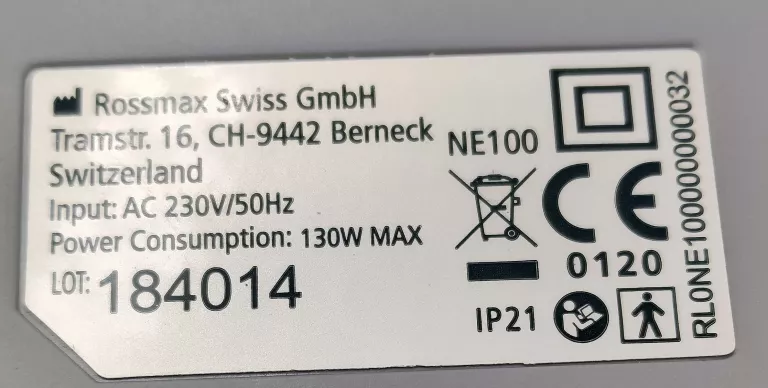 Rossmax Swiss GmbH
Tramstr. 16, CH-9442 Berneck
Switzerland
Input: AC 230V/50Hz
Power Consumption: 130W MAX
LOT: 184014
NE100
CE
0120
IP21
RL0NE1000000000032